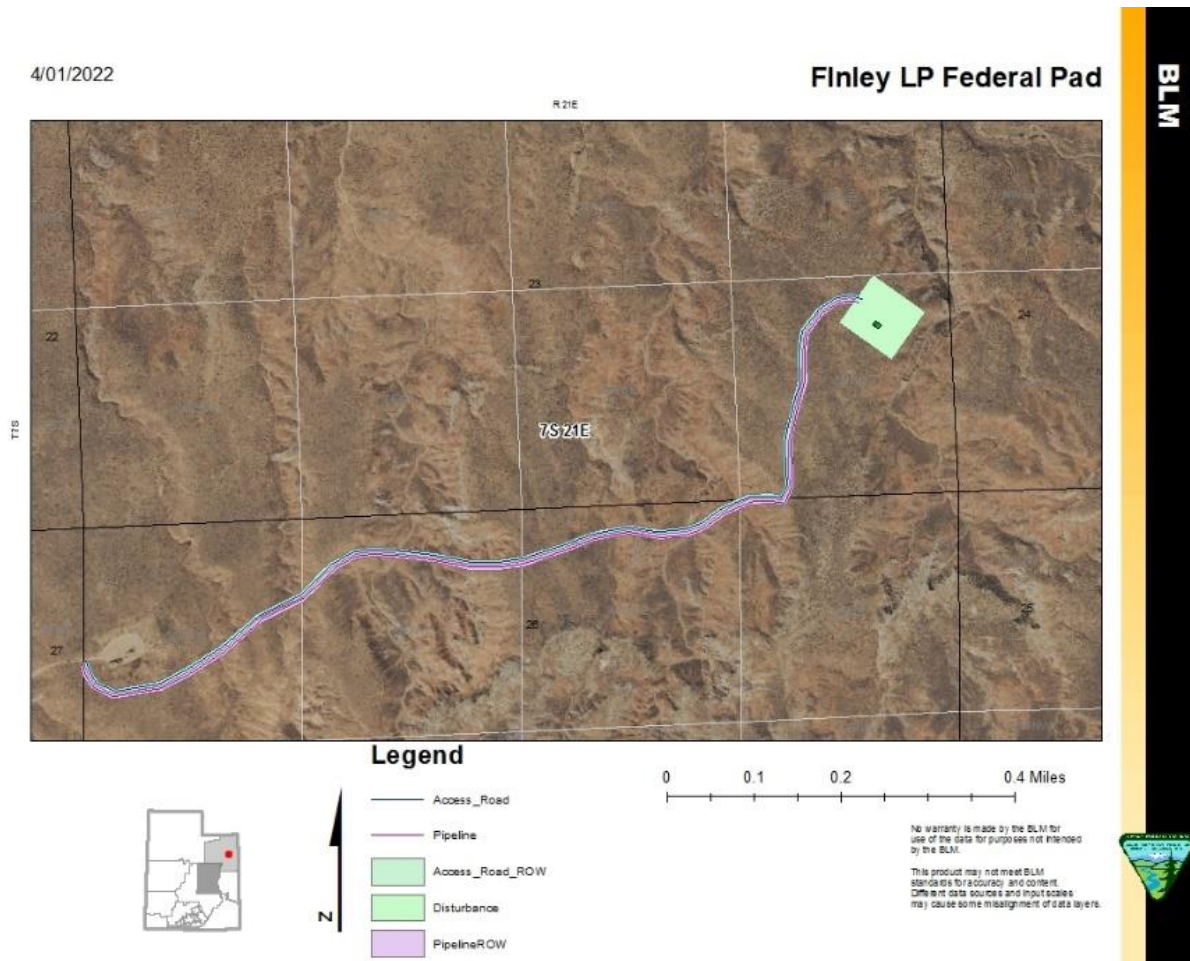 4/01/2022
FInley LP Federal Pad
BLM
R 21E
T7S
22
23
24
7S 21E
27
26
25
Legend
Access_Road
Pipeline
Access_Road_ROW
Disturbance
PipelineROW
N
0 0.1 0.2 0.4 Miles
No warranty is made by the BLM for
use of the data for purposes not intended
by the BLM.
This product may not meet BLM
standards for accuracy and content.
Different data sources and input scales
may cause some misalignment of data layers.